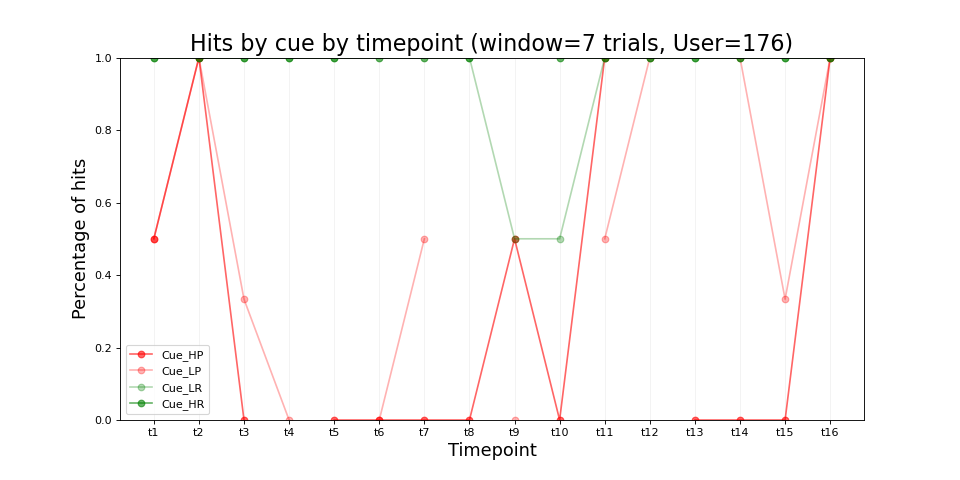 Hits by cue by timepoint (window=7 trials, User=176)
Percentage of hits
1.0
0.8
0.6
0.4
0.2
0.0
Cue_HP
Cue_LP
Cue_LR
Cue_HR
t1 t2 t3 t4 t5 t6 t7 t8 t9 t10 t11 t12 t13 t14 t15 t16
Timepoint